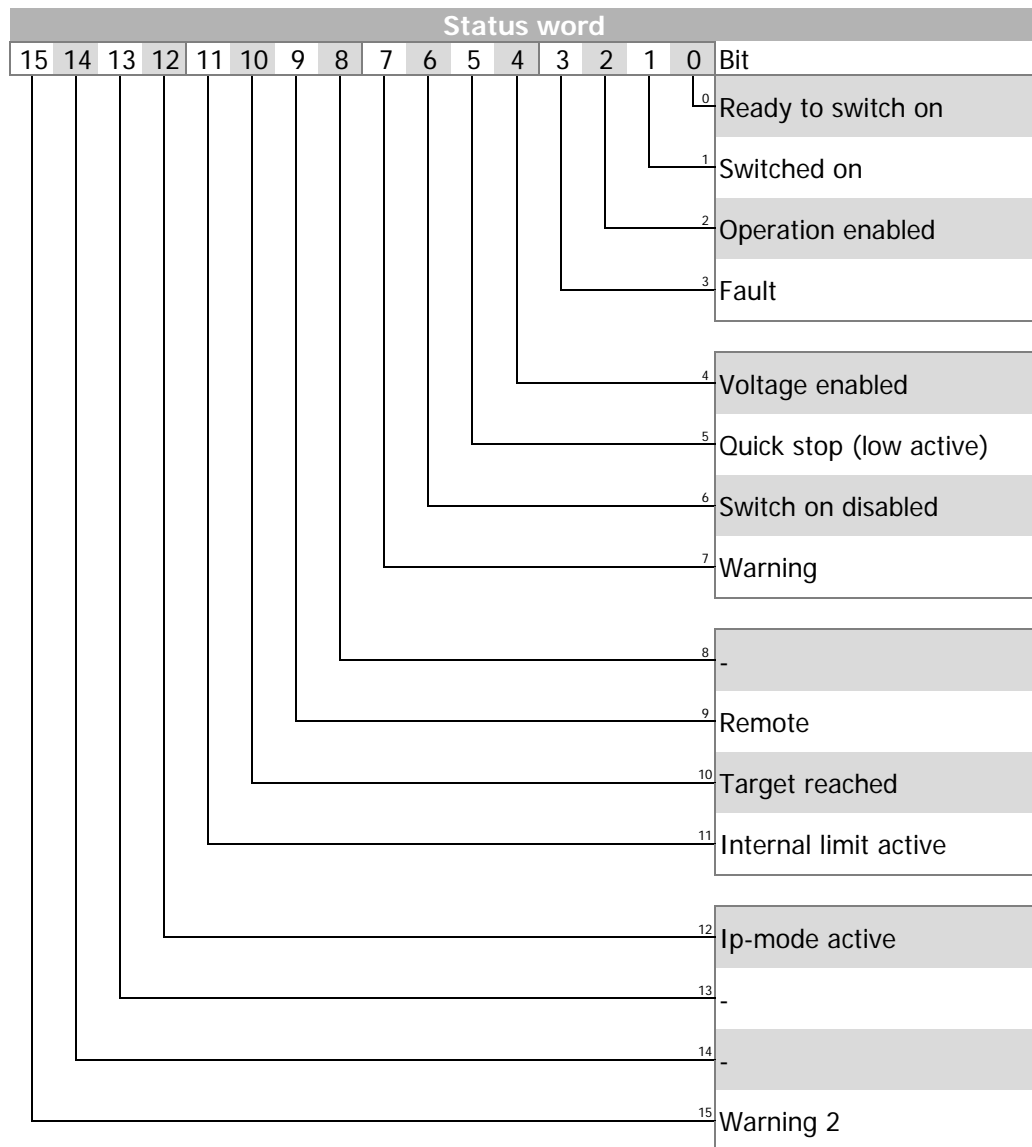 Status word
15 14 13 12 11 10 9 8 7 6 5 4 3 2 1 0 Bit
0 Ready to switch on
1 Switched on
2 Operation enabled
3 Fault
4 Voltage enabled
5 Quick stop (low active)
6 Switch on disabled
7 Warning
8 -
9 Remote
10 Target reached
11 Internal limit active
12 Ip-mode active
13 -
14 -
15 Warning 2